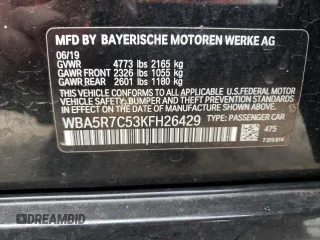 MFD BY BAYERISCHE MOTOREN WERKE AG
06/19
GVWR 4773 lbs 2165 kg
GAWR FRONT 2326 lbs 1055 kg
GAWR REAR 2601 lbs 1180 kg
THIS VEHICLE CONFORMS TO ALL APPLICABLE U.S. FEDERAL MOTOR
VEHICLE SAFETY, BUMPER, AND THEFT PREVENTION STANDARDS IN
EFFECT ON THE DATE OF MANUFACTURE SHOWN ABOVE.
WBA5R7C53KFH26429 TYPE: PASSENGER CAR
475
AUTOBIDMASTER